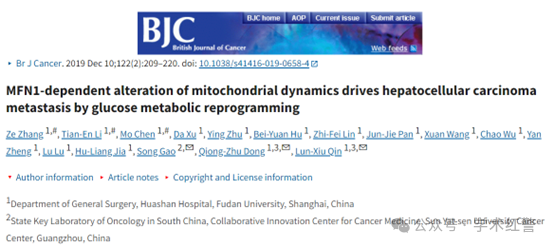 BJC
British Journal of Cancer
BJC home AOP Current issue Submit article
Web feeds
▸ Br J Cancer. 2019 Dec 10;122(2):209–220. doi: 10.1038/s41416-019-0658-4
MFN1-dependent alteration of mitochondrial dynamics drives hepatocellular carcinoma
metastasis by glucose metabolic reprogramming
Ze Zhang 1,#, Tian-En Li 1,#, Mo Chen 1,#, Da Xu 1, Ying Zhu 1, Bei-Yuan Hu 1, Zhi-Fei Lin 1, Jun-Jie Pan 1, Xuan Wang 1, Chao Wu 1, Yan
Zheng 1, Lu Lu 1, Hu-Liang Jia 1, Song Gao 2,✉, Qiong-Zhu Dong 1,3,✉, Lun-Xiu Qin 1,3,✉
▸ Author information ▸ Article notes ▸ Copyright and License information
1Department of General Surgery, Huashan Hospital, Fudan University, Shanghai, China
2State Key Laboratory of Oncology in South China, Collaborative Innovation Center for Cancer Medicine, Sun Yat-sen University Cancer
Center, Guangzhou, China
公众号 · 学术红管